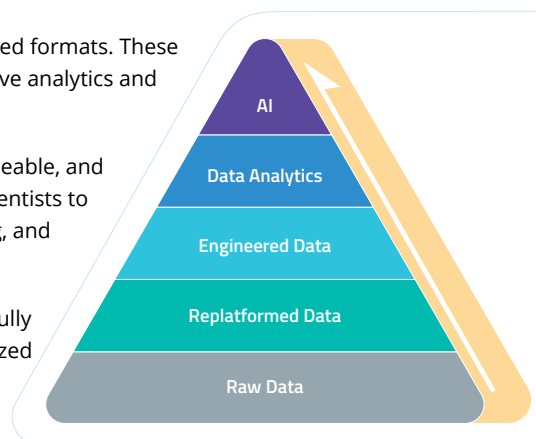 ed formats. These
ve analytics and
eable, and
entists to
, and
ully
zed
AI
Data Analytics
Engineered Data
Replatformed Data
Raw Data